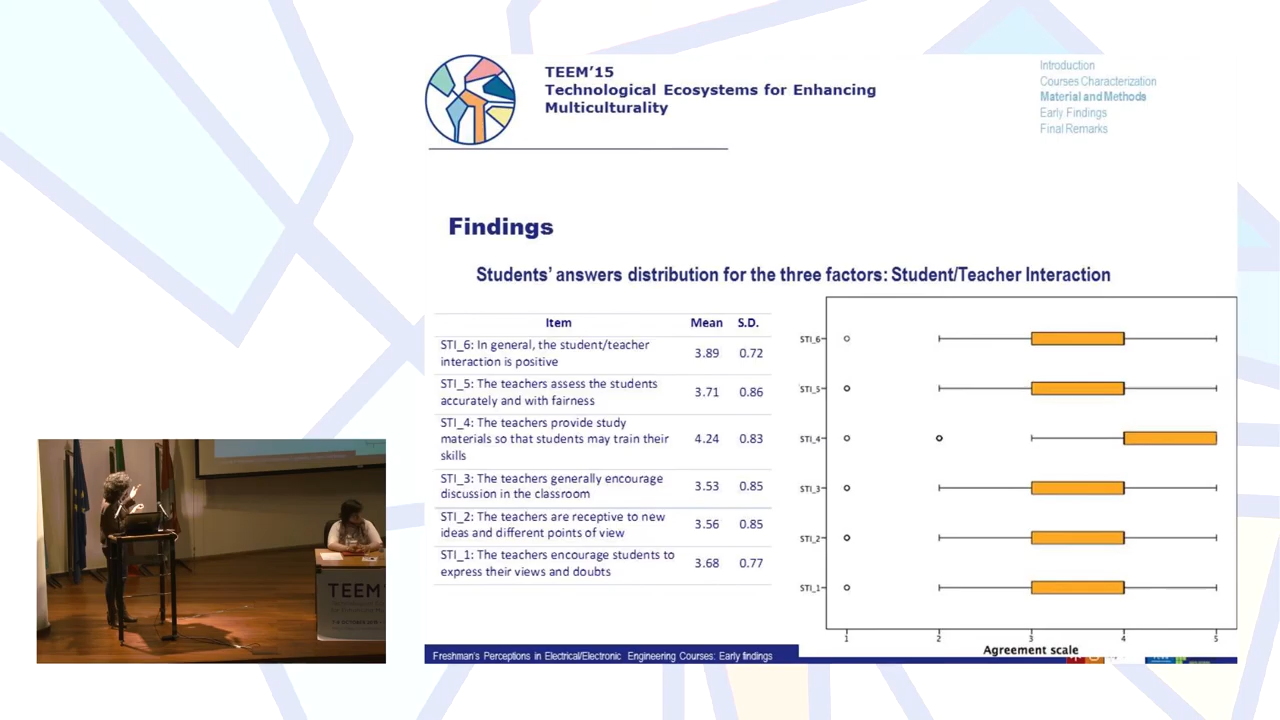 TEEM’15
Technological Ecosystems for Enhancing
Multiculturality
Introduction
Courses Characterization
Material and Methods
Early Findings
Final Remarks
Findings
Students’ answers distribution for the three factors: Student/Teacher Interaction
Item Mean S.D.
STI_6: In general, the student/teacher
interaction is positive
3.89 0.72
STI_5: The teachers assess the students
accurately and with fairness
3.71 0.86
STI_4: The teachers provide study
materials so that students may train their
skills
4.24 0.83
STI_3: The teachers generally encourage
discussion in the classroom
3.53 0.85
STI_2: The teachers are receptive to new
ideas and different points of view
3.56 0.85
STI_1: The teachers encourage students to
express their views and doubts
3.68 0.77
STI_6
STI_5
STI_4
STI_3
STI_2
STI_1
1 2 3 4 5
Agreement scale
Freshman's Perceptions in Electrical/Electronic Engineering Courses: Early findings
TEEM'